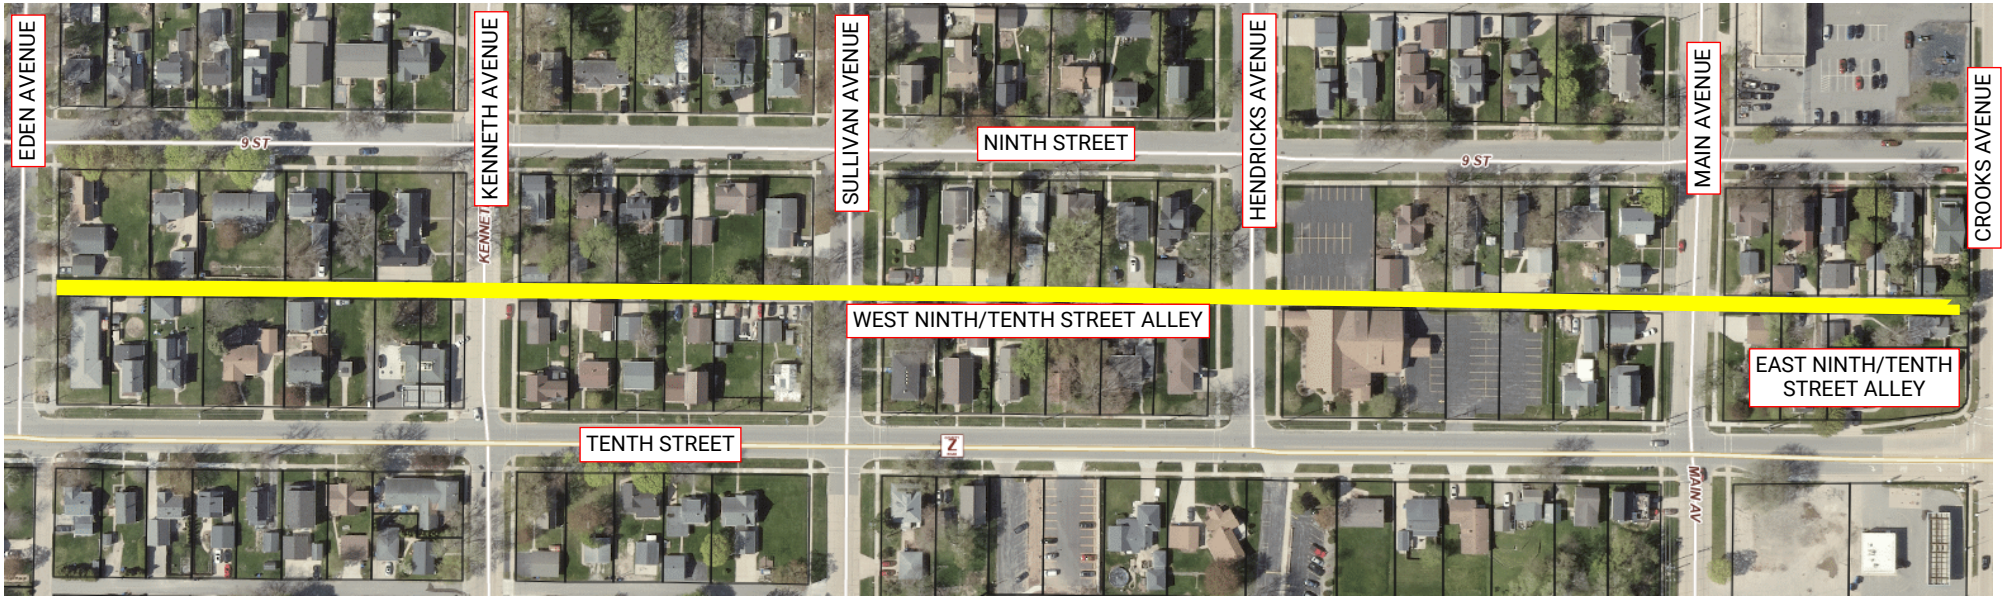 EDEN AVENUE
KENNETH AVENUE
SULLIVAN AVENUE
HENDRICKS AVENUE
MAIN AVENUE
CROOKS AVENUE
9 ST
NINTH STREET
9 ST
KENNET
WEST NINTH/TENTH STREET ALLEY
EAST NINTH/TENTH
STREET ALLEY
TENTH STREET
Z
MAIN AV